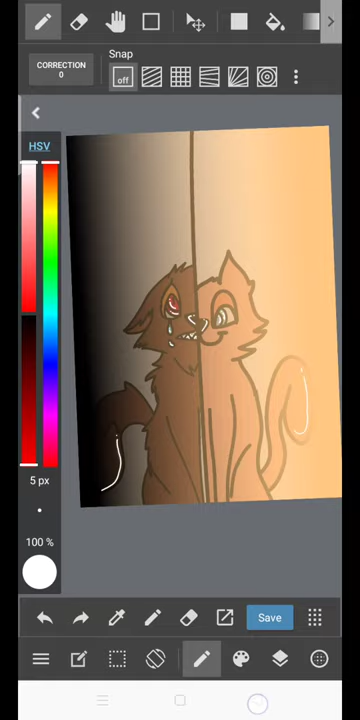 Snap
CORRECTION
0
off
HSV
5 px
100 %
Save